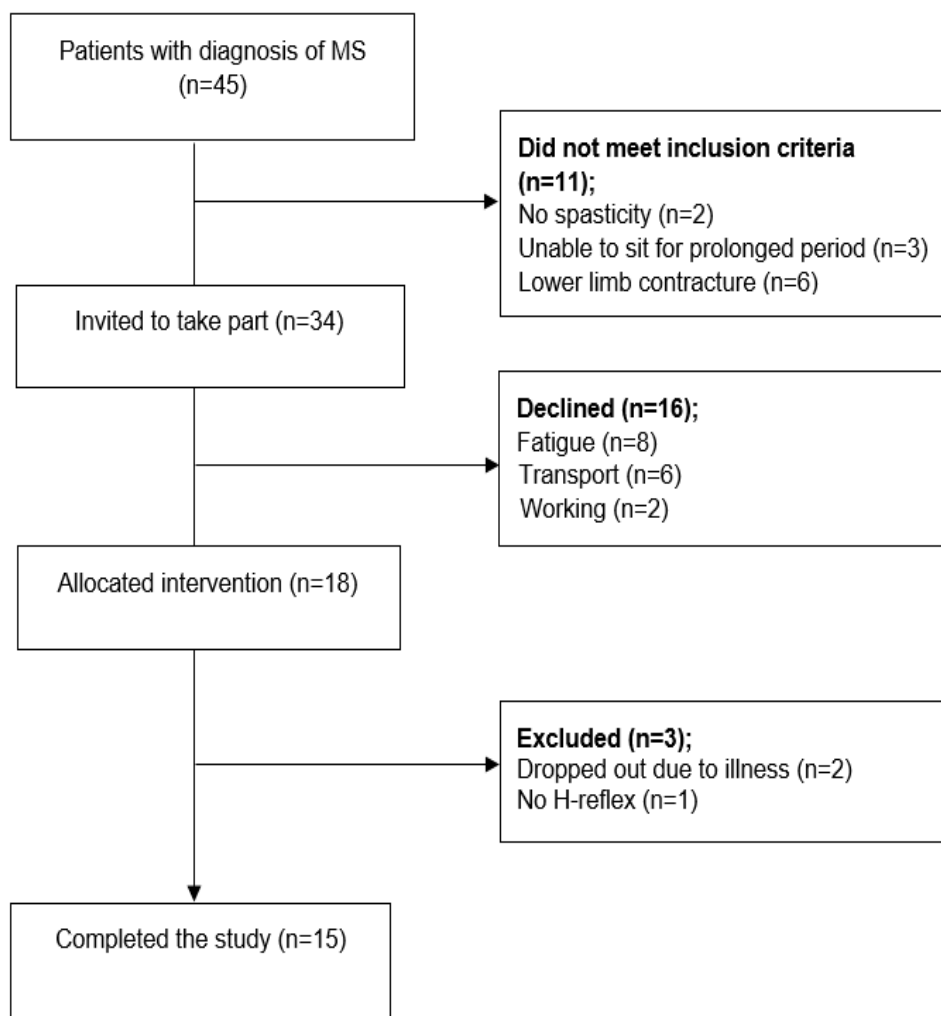 Patients with diagnosis of MS
(n=45)
Did not meet inclusion criteria
(n=11);
No spasticity (n=2)
Unable to sit for prolonged period (n=3)
Lower limb contracture (n=6)
Invited to take part (n=34)
Declined (n=16);
Fatigue (n=8)
Transport (n=6)
Working (n=2)
Allocated intervention (n=18)
Excluded (n=3);
Dropped out due to illness (n=2)
No H-reflex (n=1)
Completed the study (n=15)